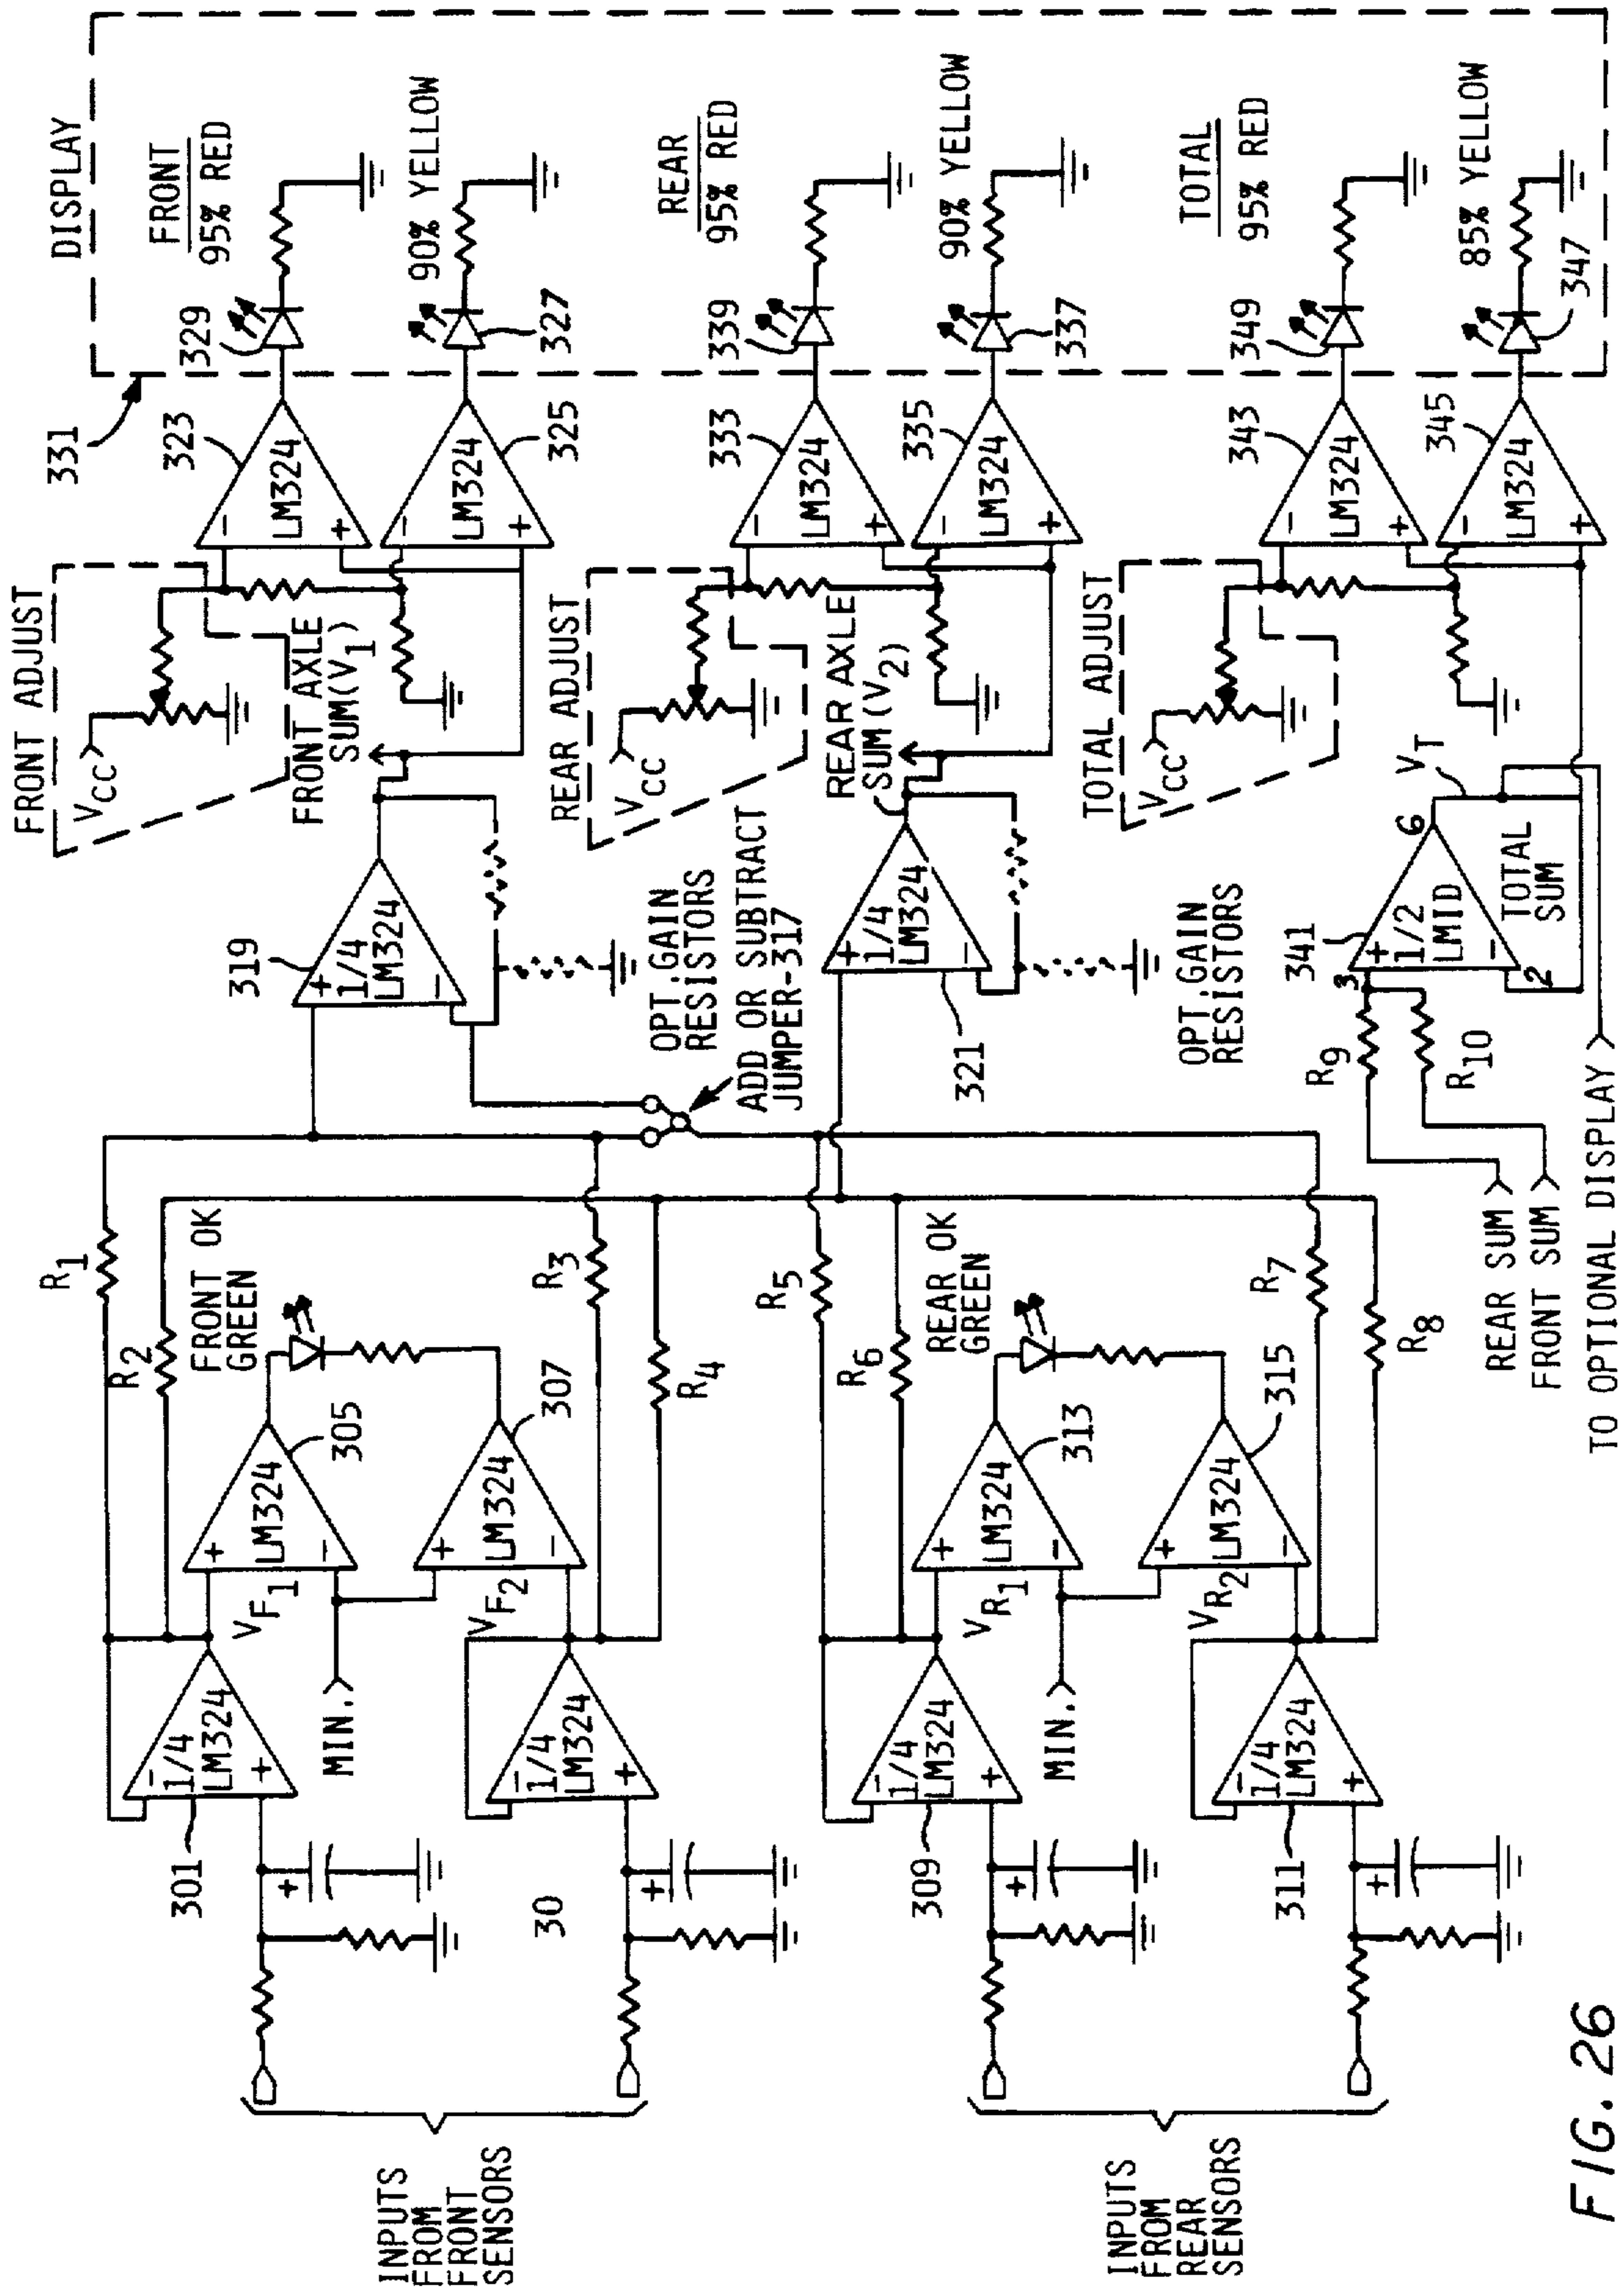 DISPLAY
331
FRONT ADJUST
VCC
FRONT AXLE
SUM(V1)
323
LM324
-
+
329
FRONT
95% RED
325
LM324
-
+
327
90% YELLOW
319
+
1/4
LM324
-
OPT.GAIN
RESISTORS
ADD OR SUBTRACT
JUMPER-317
REAR ADJUST
VCC
REAR AXLE
SUM(V2)
333
LM324
-
+
339
REAR
95% RED
335
LM324
-
+
337
90% YELLOW
321
+
1/4
LM324
-
OPT.GAIN
RESISTORS
TOTAL ADJUST
VCC
343
LM324
-
+
349
TOTAL
95% RED
345
LM324
-
+
347
85% YELLOW
341
3
+
1/2
LMID
-
2
6
VT
TOTAL
SUM
R9
R10
REAR SUM
FRONT SUM
TO OPTIONAL DISPLAY
R1
R2
FRONT OK
GREEN
R3
R4
305
+
LM324
-
VF1
MIN.
307
+
LM324
-
VF2
301
-
1/4
LM324
+
+
30
-
1/4
LM324
+
+
INPUTS
FROM
FRONT
SENSORS
R5
R6
REAR OK
GREEN
R7
R8
313
+
LM324
-
VR1
MIN.
315
+
LM324
-
VR2
309
-
1/4
LM324
+
+
311
-
1/4
LM324
+
+
INPUTS
FROM
REAR
SENSORS
FIG. 26